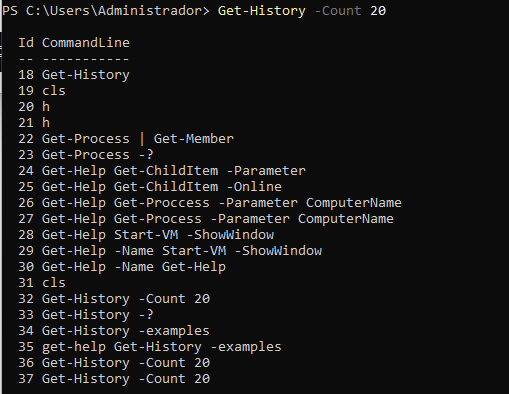 PS C:\Users\Administrador> Get-History -Count 20
Id CommandLine
-- -----------
18 Get-History
19 cls
20 h
21 h
22 Get-Process | Get-Member
23 Get-Process -?
24 Get-Help Get-ChildItem -Parameter
25 Get-Help Get-ChildItem -Online
26 Get-Help Get-Proccess -Parameter ComputerName
27 Get-Help Get-Process -Parameter ComputerName
28 Get-Help Start-VM -ShowWindow
29 Get-Help -Name Start-VM -ShowWindow
30 Get-Help -Name Get-Help
31 cls
32 Get-History -Count 20
33 Get-History -?
34 Get-History -examples
35 get-help Get-History -examples
36 Get-History -Count 20
37 Get-History -Count 20